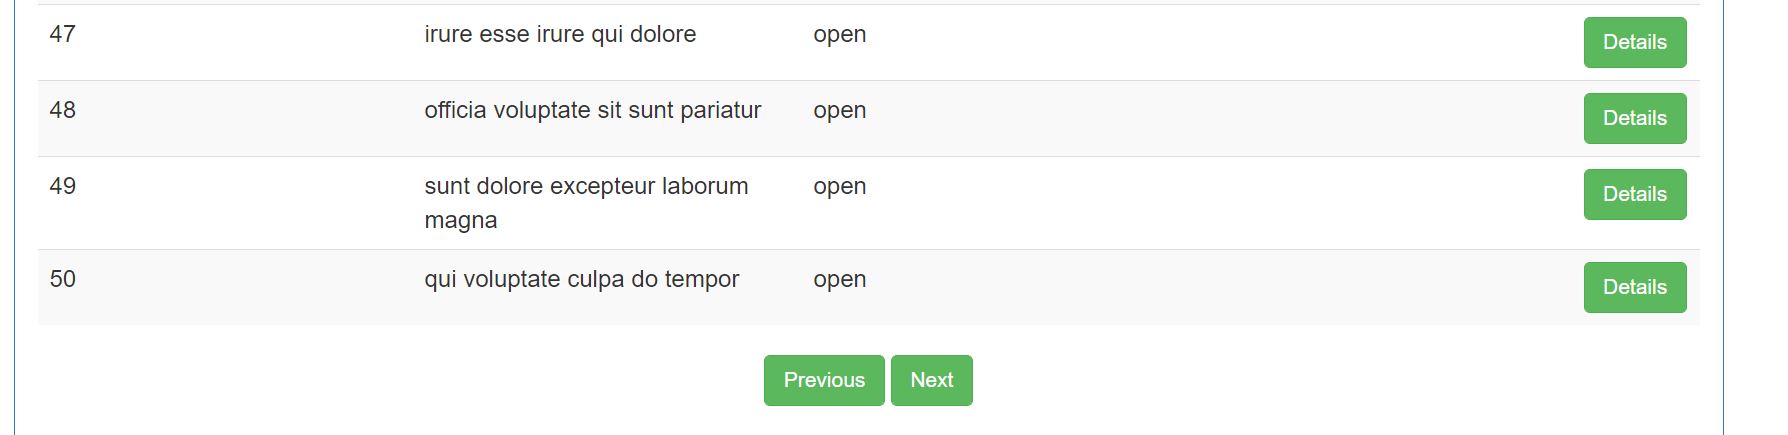 47 irure esse irure qui dolore open Details
48 officia voluptate sit sunt pariatur open Details
49 sunt dolore excepteur laborum open Details
magna
50 qui voluptate culpa do tempor open Details
Previous Next